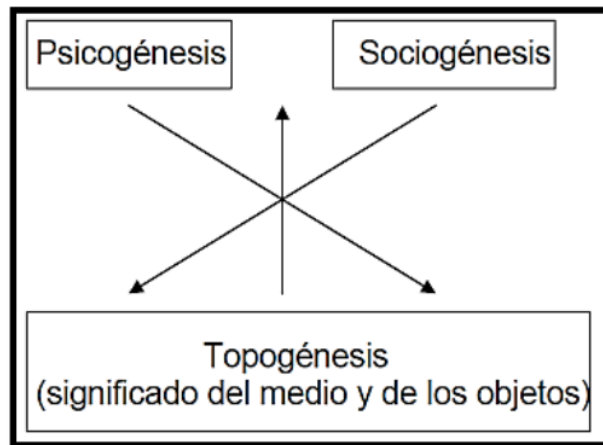 Psicogénesis
Sociogénesis
Topogénesis
(significado del medio y de los objetos)